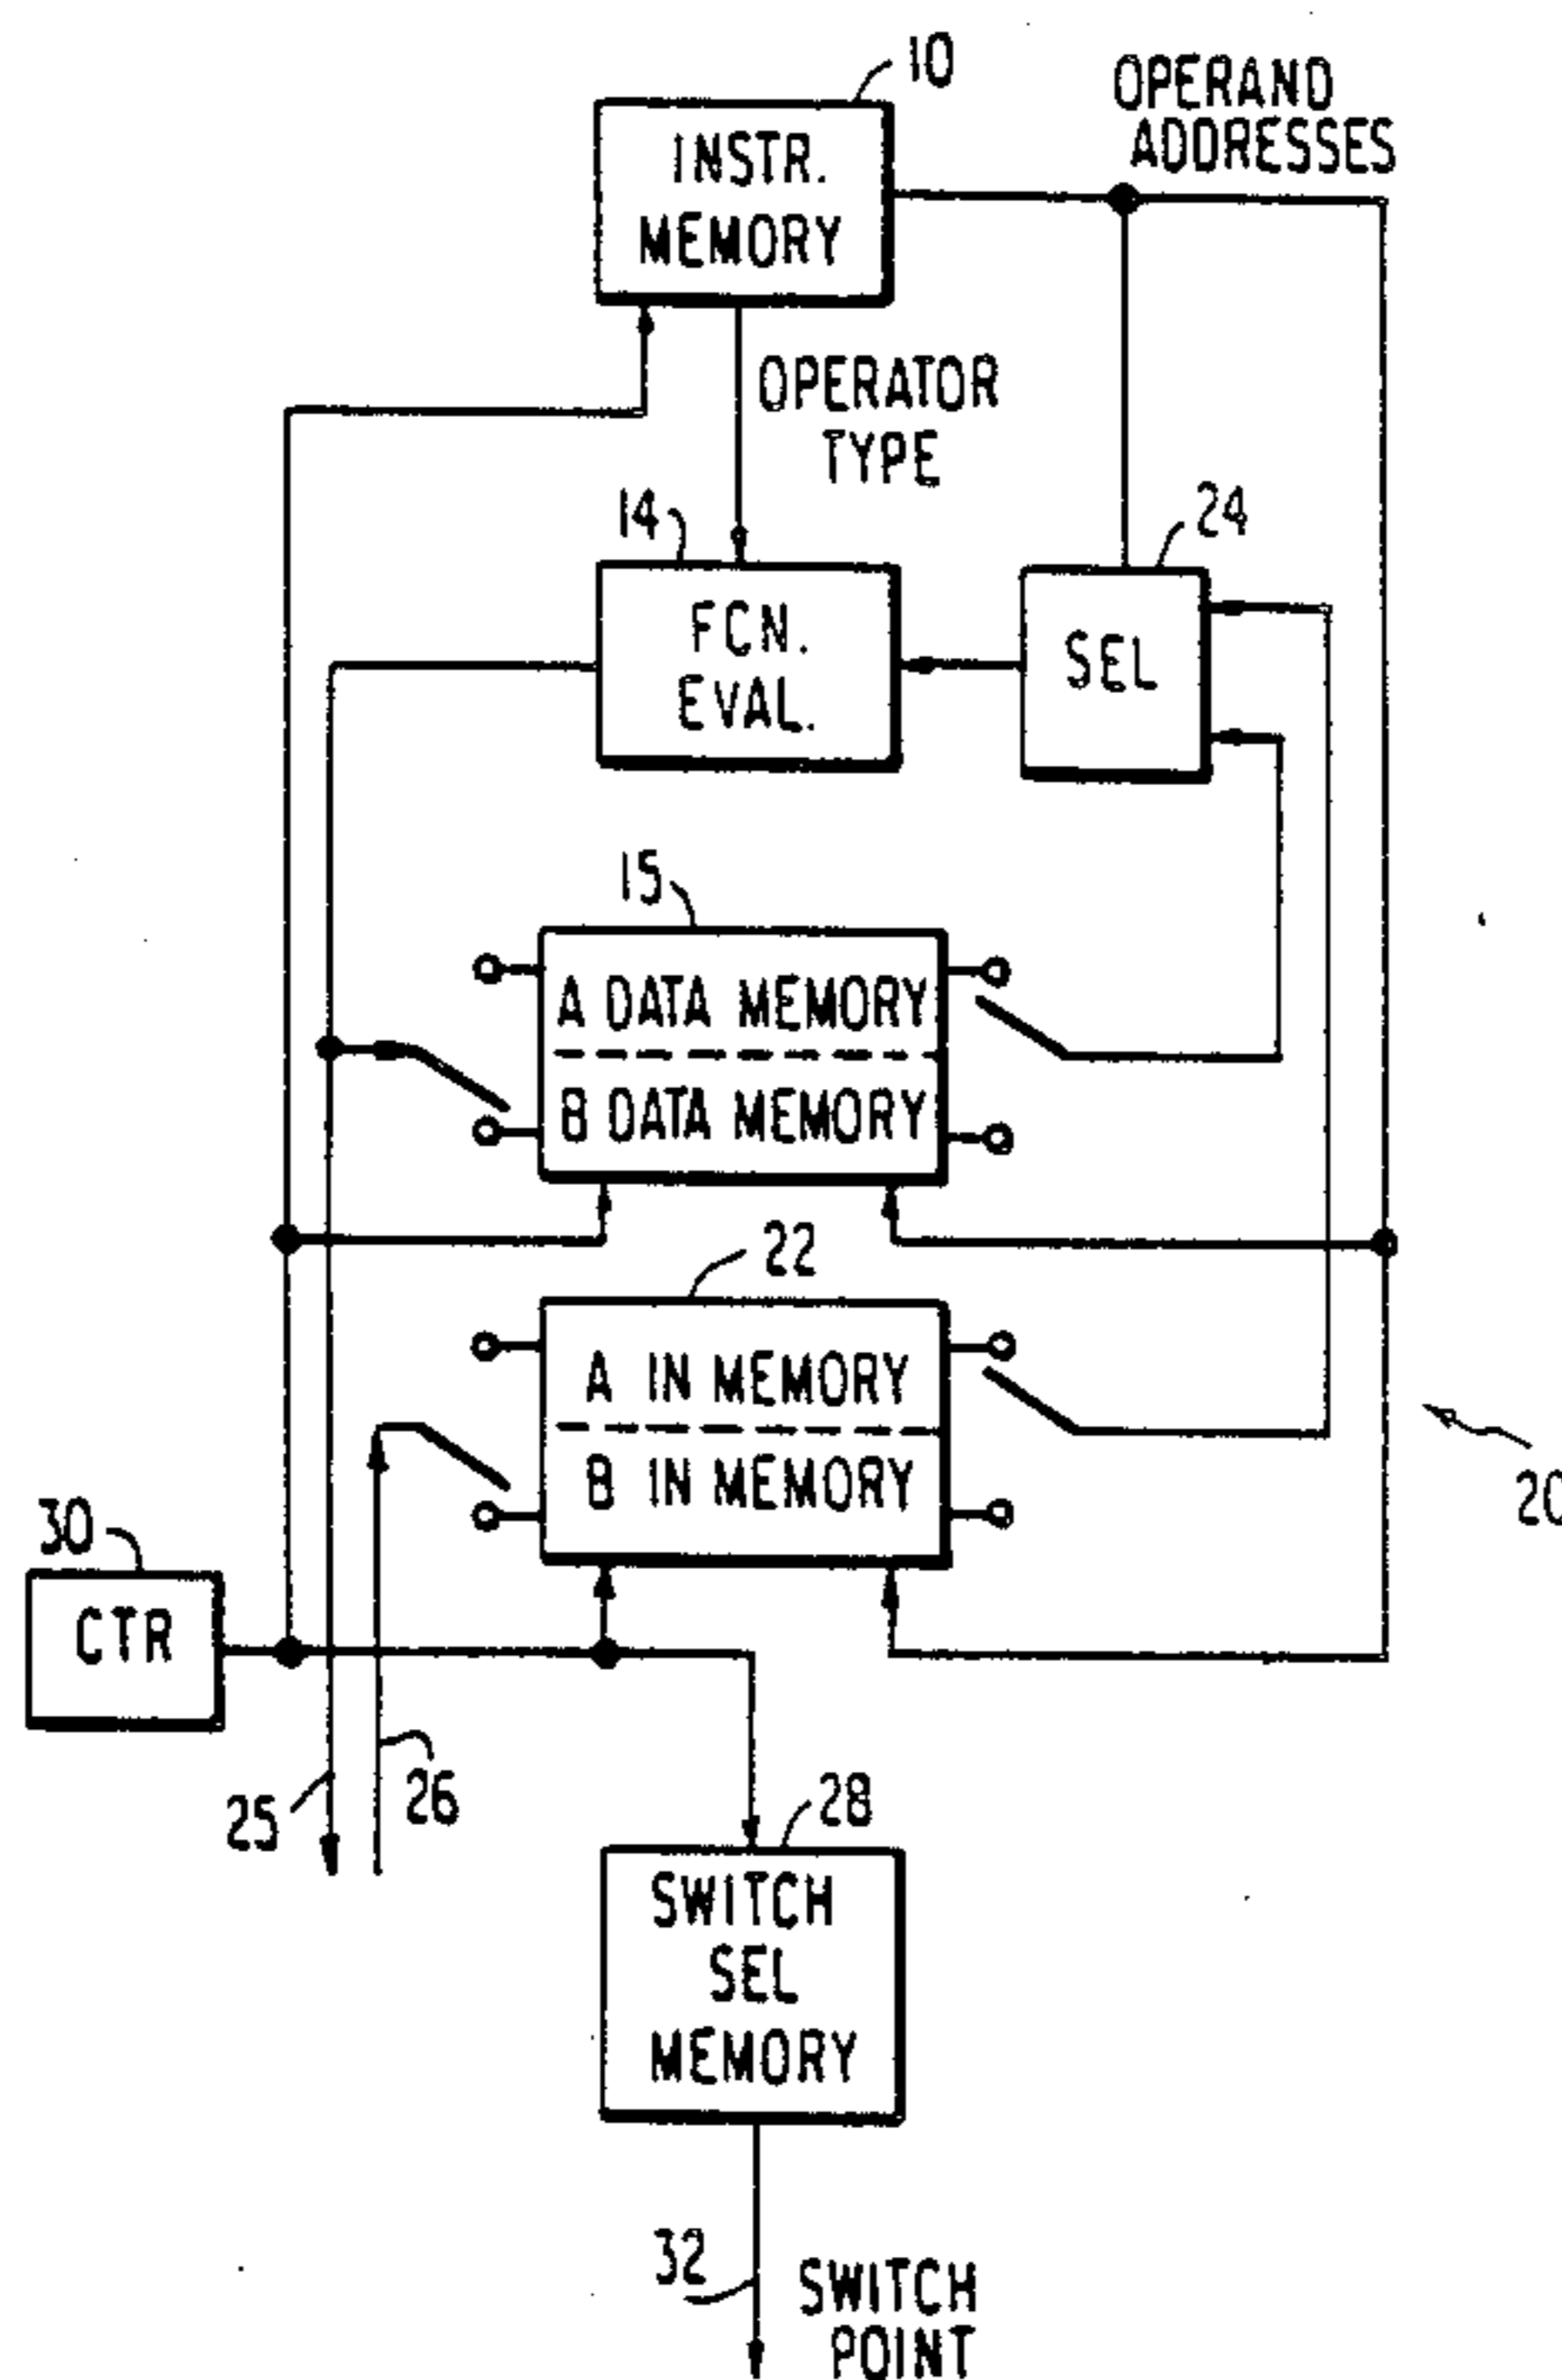 10
OPERAND
ADDRESSES
INSTR.
MEMORY
OPERATOR
TYPE
14
24
FCN.
EVAL.
SEL
15
A DATA MEMORY
B DATA MEMORY
22
A IN MEMORY
B IN MEMORY
20
30
CTR
25
26
28
SWITCH
SEL
MEMORY
32
SWITCH
POINT